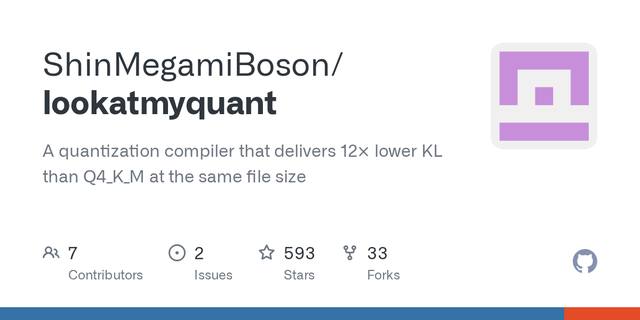 ShinMegamiBoson/
lookatmyquant
A quantization compiler that delivers 12× lower KL
than Q4_K_M at the same file size
7 2 593 33
Contributors Issues Stars Forks